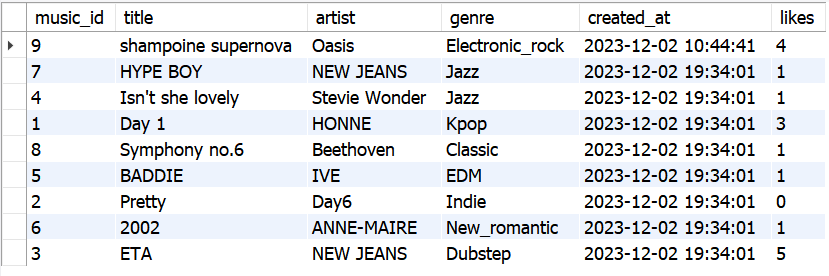 music_id title artist genre created_at likes
9 shampoine supernova Oasis Electronic_rock 2023-12-02 10:44:41 4
7 HYPE BOY NEW JEANS Jazz 2023-12-02 19:34:01 1
4 Isn't she lovely Stevie Wonder Jazz 2023-12-02 19:34:01 1
1 Day 1 HONNE Kpop 2023-12-02 19:34:01 3
8 Symphony no.6 Beethoven Classic 2023-12-02 19:34:01 1
5 BADDIE IVE EDM 2023-12-02 19:34:01 1
2 Pretty Day6 Indie 2023-12-02 19:34:01 0
6 2002 ANNE-MAIRE New_romantic 2023-12-02 19:34:01 1
3 ETA NEW JEANS Dubstep 2023-12-02 19:34:01 5